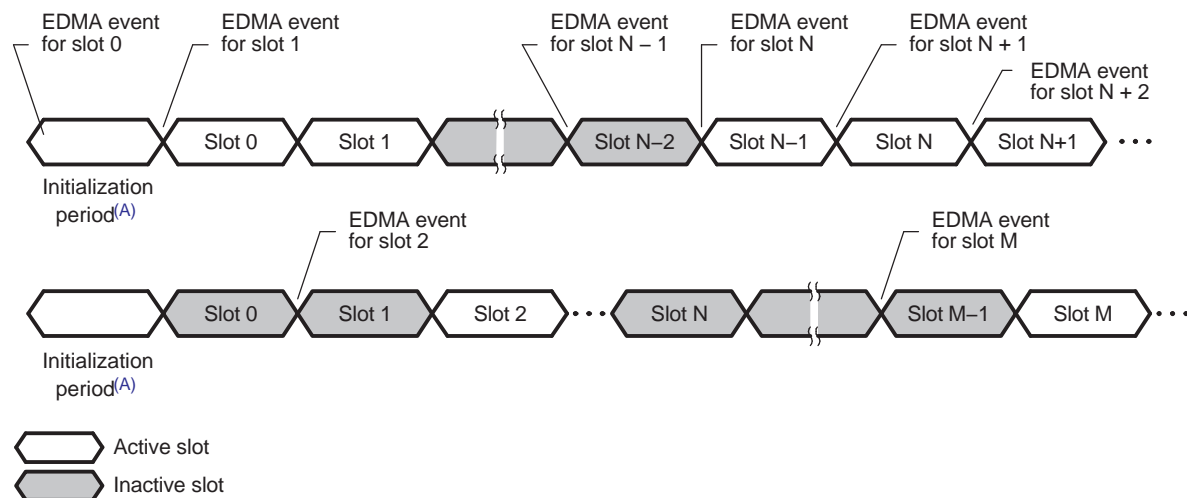 EDMA event
for slot 0
EDMA event
for slot 1
EDMA event
for slot N – 1
EDMA event
for slot N
EDMA event
for slot N + 1
EDMA event
for slot N + 2
Slot 0
Slot 1
Slot N–2
Slot N–1
Slot N
Slot N+1
Initialization
period(A)
EDMA event
for slot 2
EDMA event
for slot M
Slot 0
Slot 1
Slot 2
Slot N
Slot M–1
Slot M
Initialization
period(A)
Active slot
Inactive slot